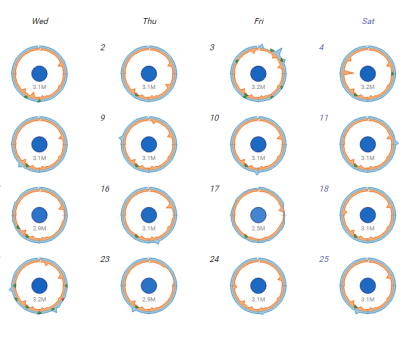 Wed Thu Fri Sat
2 3 4
3.1M 3.1M 3.2M 3.2M
9 10 11
3.1M 3.1M 3.1M 3.1M
16 17 18
2.9M 3.1M 2.5M 3.1M
23 24 25
3.2M 2.9M 3.1M 3.1M